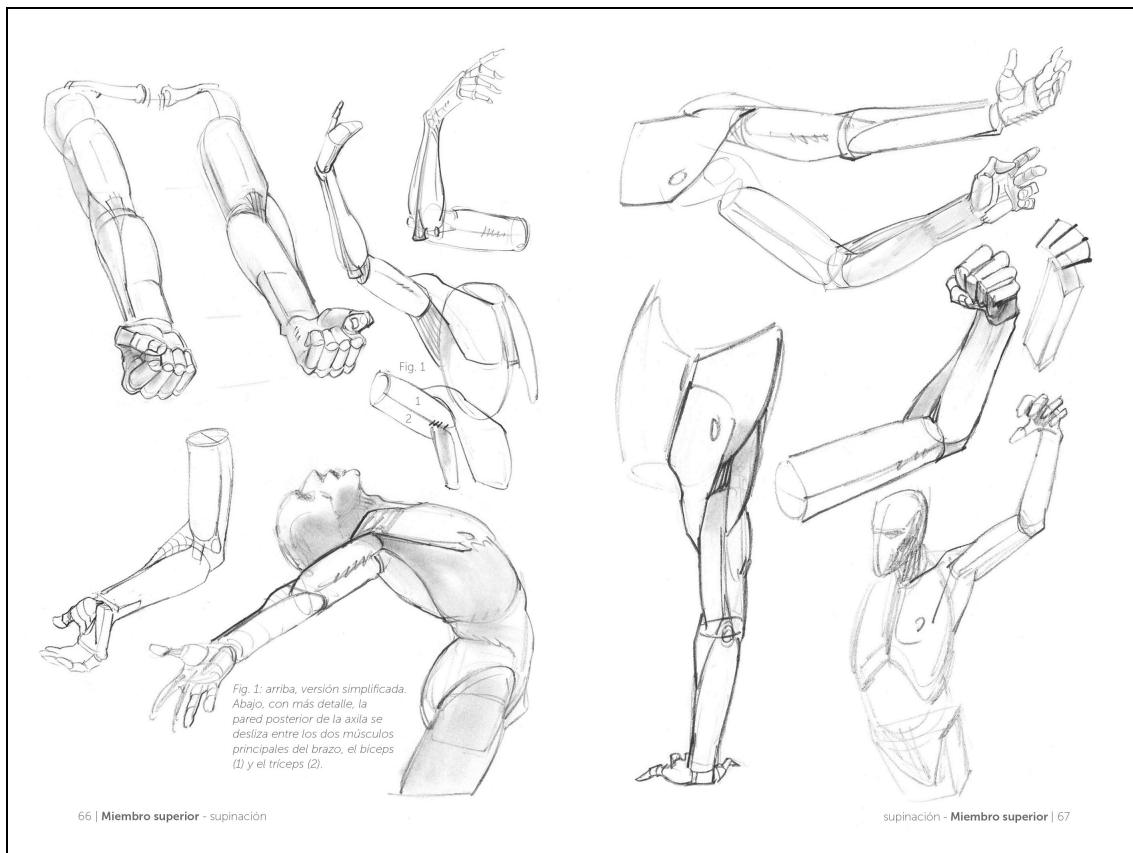 Fig. 1
1
2
Fig. 1: arriba, versión simplificada.
Abajo, con más detalle, la
pared posterior de la axila se
desliza entre los dos músculos
principales del brazo, el bíceps
(1) y el tríceps (2).
66 | Miembro superior - supinación
supinación - Miembro superior | 67